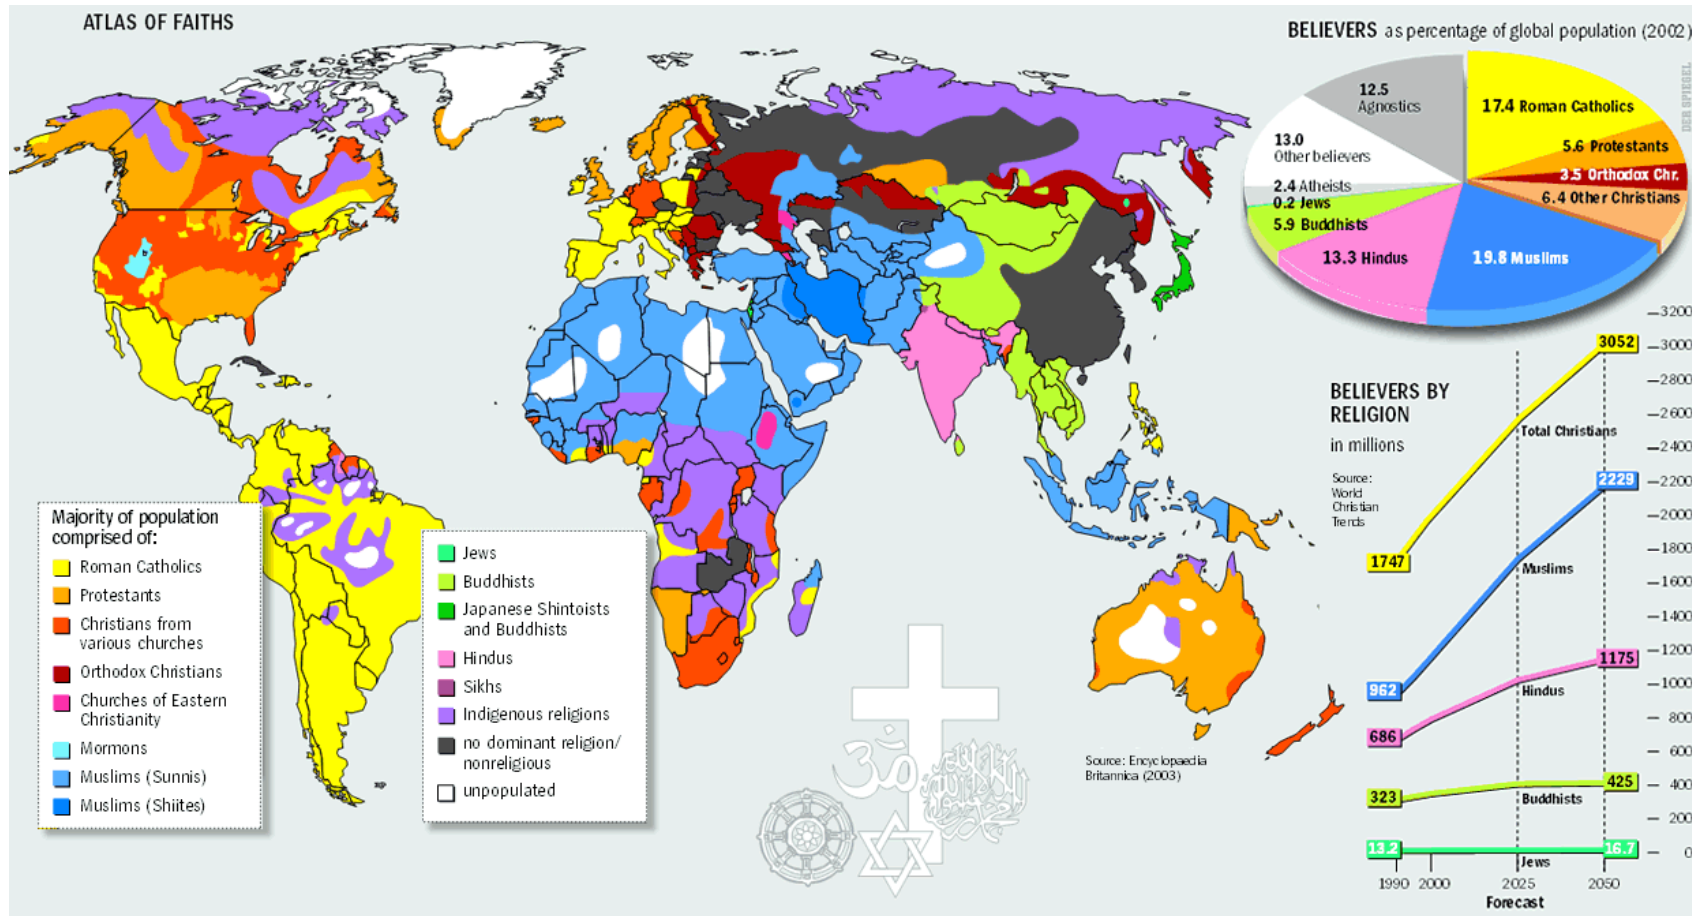 ATLAS OF FAITHS
BELIEVERS as percentage of global population (2002)
DER SPIEGEL
12.5
Agnostics
17.4 Roman Catholics
5.6 Protestants
3.5 Orthodox Chr.
6.4 Other Christians
13.0
Other believers
2.4 Atheists
0.2 Jews
5.9 Buddhists
13.3 Hindus
19.8 Muslims
Majority of population
comprised of:
Roman Catholics
Protestants
Christians from
various churches
Orthodox Christians
Churches of Eastern
Christianity
Mormons
Muslims (Sunnis)
Muslims (Shiites)
Jews
Buddhists
Japanese Shintoists
and Buddhists
Hindus
Sikhs
Indigenous religions
no dominant religion/
nonreligious
unpopulated
Source: Encyclopaedia
Britannica (2003)
BELIEVERS BY
RELIGION
in millions
Source:
World
Christian
Trends
3200
3000
2800
2600
2400
2200
2000
1800
1600
1400
1200
1000
800
600
400
200
0
1747
3052
Total Christians
962
2229
Muslims
686
1175
Hindus
323
425
Buddhists
13.2
16.7
Jews
1990 2000 2025 2050
Forecast